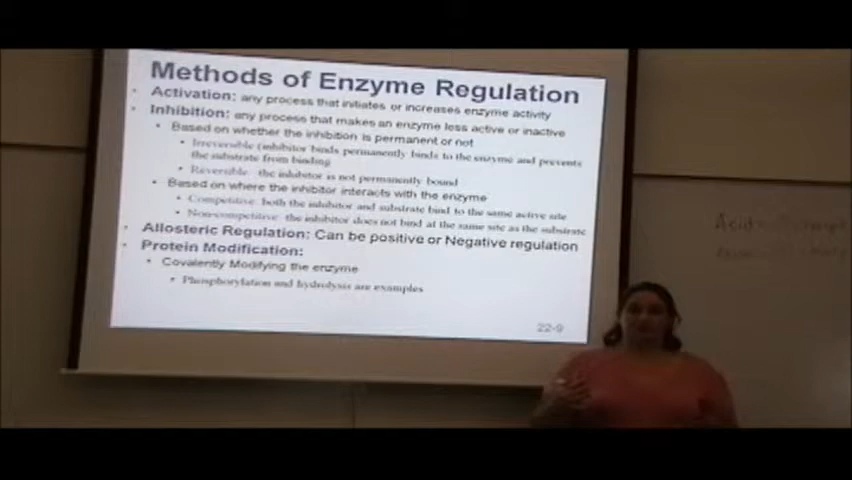 Methods of Enzyme Regulation
• Activation: any process that initiates or increases enzyme activity
• Inhibition: any process that makes an enzyme less active or inactive
• Based on whether the inhibition is permanent or not
• Irreversible (inhibitor binds permanently binds to the enzyme and prevents
the substrate from binding
• Reversible the inhibitor is not permanently bound
• Based on where the inhibitor interacts with the enzyme
• Competitive: both the inhibitor and substrate bind to the same active site
• Non-competitive: the inhibitor does not bind at the same site as the substrate
• Allosteric Regulation: Can be positive or Negative regulation
• Protein Modification:
• Covalently Modifying the enzyme
• Phosphorylation and hydrolysis are examples
22-9